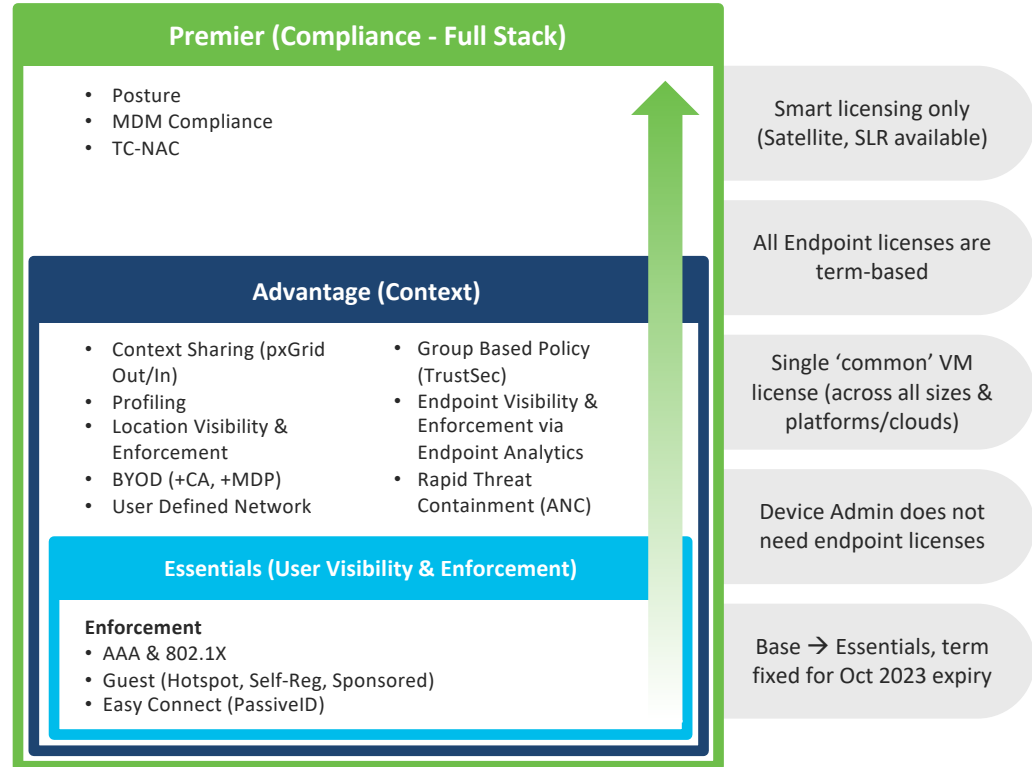 Premier (Compliance - Full Stack)
• Posture
• MDM Compliance
• TC-NAC
Advantage (Context)
• Context Sharing (pxGrid
Out/In)
• Profiling
• Location Visibility &
Enforcement
• BYOD (+CA, +MDP)
• User Defined Network
• Group Based Policy
(TrustSec)
• Endpoint Visibility &
Enforcement via
Endpoint Analytics
• Rapid Threat
Containment (ANC)
Essentials (User Visibility & Enforcement)
Enforcement
• AAA & 802.1X
• Guest (Hotspot, Self-Reg, Sponsored)
• Easy Connect (PassiveID)
Smart licensing only
(Satellite, SLR available)
All Endpoint licenses are
term-based
Single ‘common’ VM
license (across all sizes &
platforms/clouds)
Device Admin does not
need endpoint licenses
Base → Essentials, term
fixed for Oct 2023 expiry